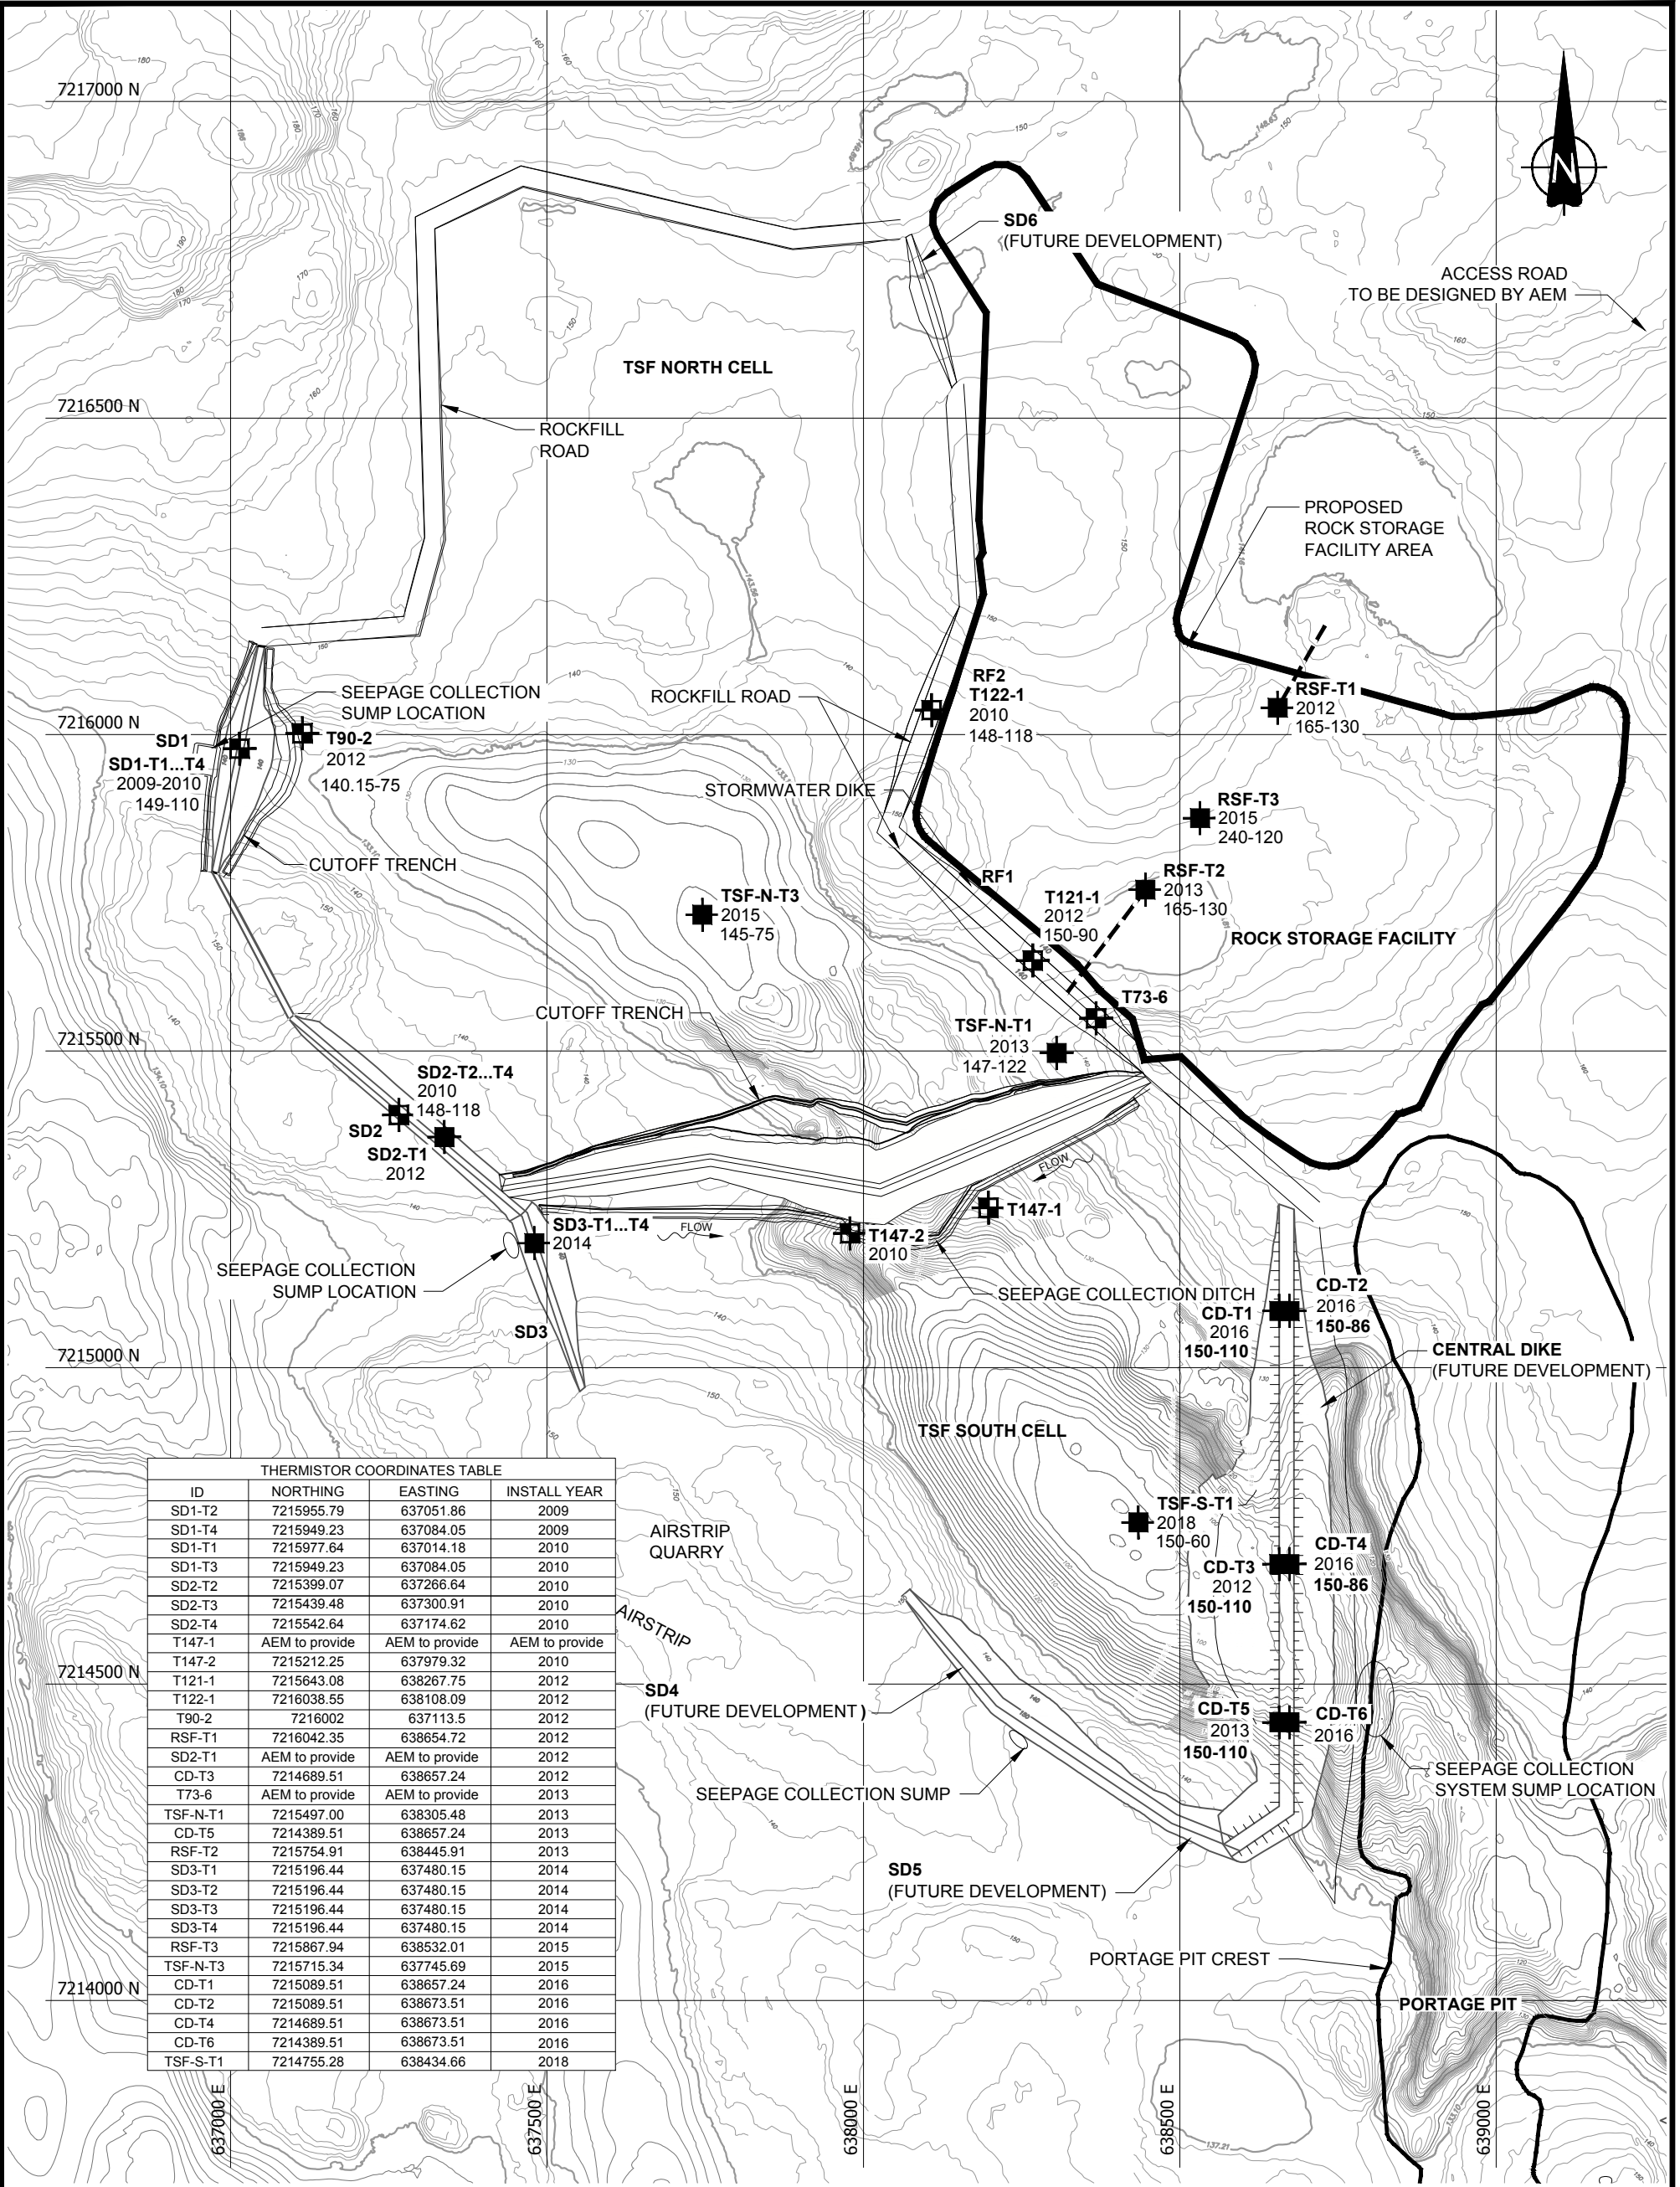 7217000 N
7216500 N
7216000 N
7215500 N
7215000 N
7214500 N
7214000 N
637000 E
637500 E
638000 E
638500 E
639000 E
N
SD6
(FUTURE DEVELOPMENT)
ACCESS ROAD
TO BE DESIGNED BY AEM
TSF NORTH CELL
ROCKFILL
ROAD
PROPOSED
ROCK STORAGE
FACILITY AREA
SEEPAGE COLLECTION
SUMP LOCATION
ROCKFILL ROAD
RF2
T122-1
2010
148-118
RSF-T1
2012
165-130
SD1
SD1-T1...T4
2009-2010
149-110
T90-2
2012
140.15-75
STORMWATER DIKE
RSF-T3
2015
240-120
CUTOFF TRENCH
RF1
RSF-T2
2013
165-130
TSF-N-T3
2015
145-75
T121-1
2012
150-90
ROCK STORAGE FACILITY
CUTOFF TRENCH
T73-6
TSF-N-T1
2013
147-122
SD2-T2...T4
2010
148-118
SD2
SD2-T1
2012
FLOW
T147-1
SD3-T1...T4
2014
FLOW
T147-2
2010
SEEPAGE COLLECTION
SUMP LOCATION
SEEPAGE COLLECTION DITCH
CD-T1
2016
150-110
CD-T2
2016
150-86
SD3
CENTRAL DIKE
(FUTURE DEVELOPMENT)
TSF SOUTH CELL
TSF-S-T1
2018
150-60
AIRSTRIP
QUARRY
CD-T3
2012
150-110
CD-T4
2016
150-86
AIRSTRIP
SD4
(FUTURE DEVELOPMENT)
CD-T5
2013
150-110
CD-T6
2016
SEEPAGE COLLECTION
SYSTEM SUMP LOCATION
SEEPAGE COLLECTION SUMP
SD5
(FUTURE DEVELOPMENT)
PORTAGE PIT CREST
PORTAGE PIT
THERMISTOR COORDINATES TABLE
ID NORTHING EASTING INSTALL YEAR
SD1-T2 7215955.79 637051.86 2009
SD1-T4 7215949.23 637084.05 2009
SD1-T1 7215977.64 637014.18 2010
SD1-T3 7215949.23 637084.05 2010
SD2-T2 7215399.07 637266.64 2010
SD2-T3 7215439.48 637300.91 2010
SD2-T4 7215542.64 637174.62 2010
T147-1 AEM to provide AEM to provide AEM to provide
T147-2 7215212.25 637979.32 2010
T121-1 7215643.08 638267.75 2012
T122-1 7216038.55 638108.09 2012
T90-2 7216002 637113.5 2012
RSF-T1 7216042.35 638654.72 2012
SD2-T1 AEM to provide AEM to provide 2012
CD-T3 7214689.51 638657.24 2012
T73-6 AEM to provide AEM to provide 2013
TSF-N-T1 7215497.00 638305.48 2013
CD-T5 7214389.51 638657.24 2013
RSF-T2 7215754.91 638445.91 2013
SD3-T1 7215196.44 637480.15 2014
SD3-T2 7215196.44 637480.15 2014
SD3-T3 7215196.44 637480.15 2014
SD3-T4 7215196.44 637480.15 2014
RSF-T3 7215867.94 638532.01 2015
TSF-N-T3 7215715.34 637745.69 2015
CD-T1 7215089.51 638657.24 2016
CD-T2 7215089.51 638673.51 2016
CD-T4 7214689.51 638673.51 2016
CD-T6 7214389.51 638673.51 2016
TSF-S-T1 7214755.28 638434.66 2018